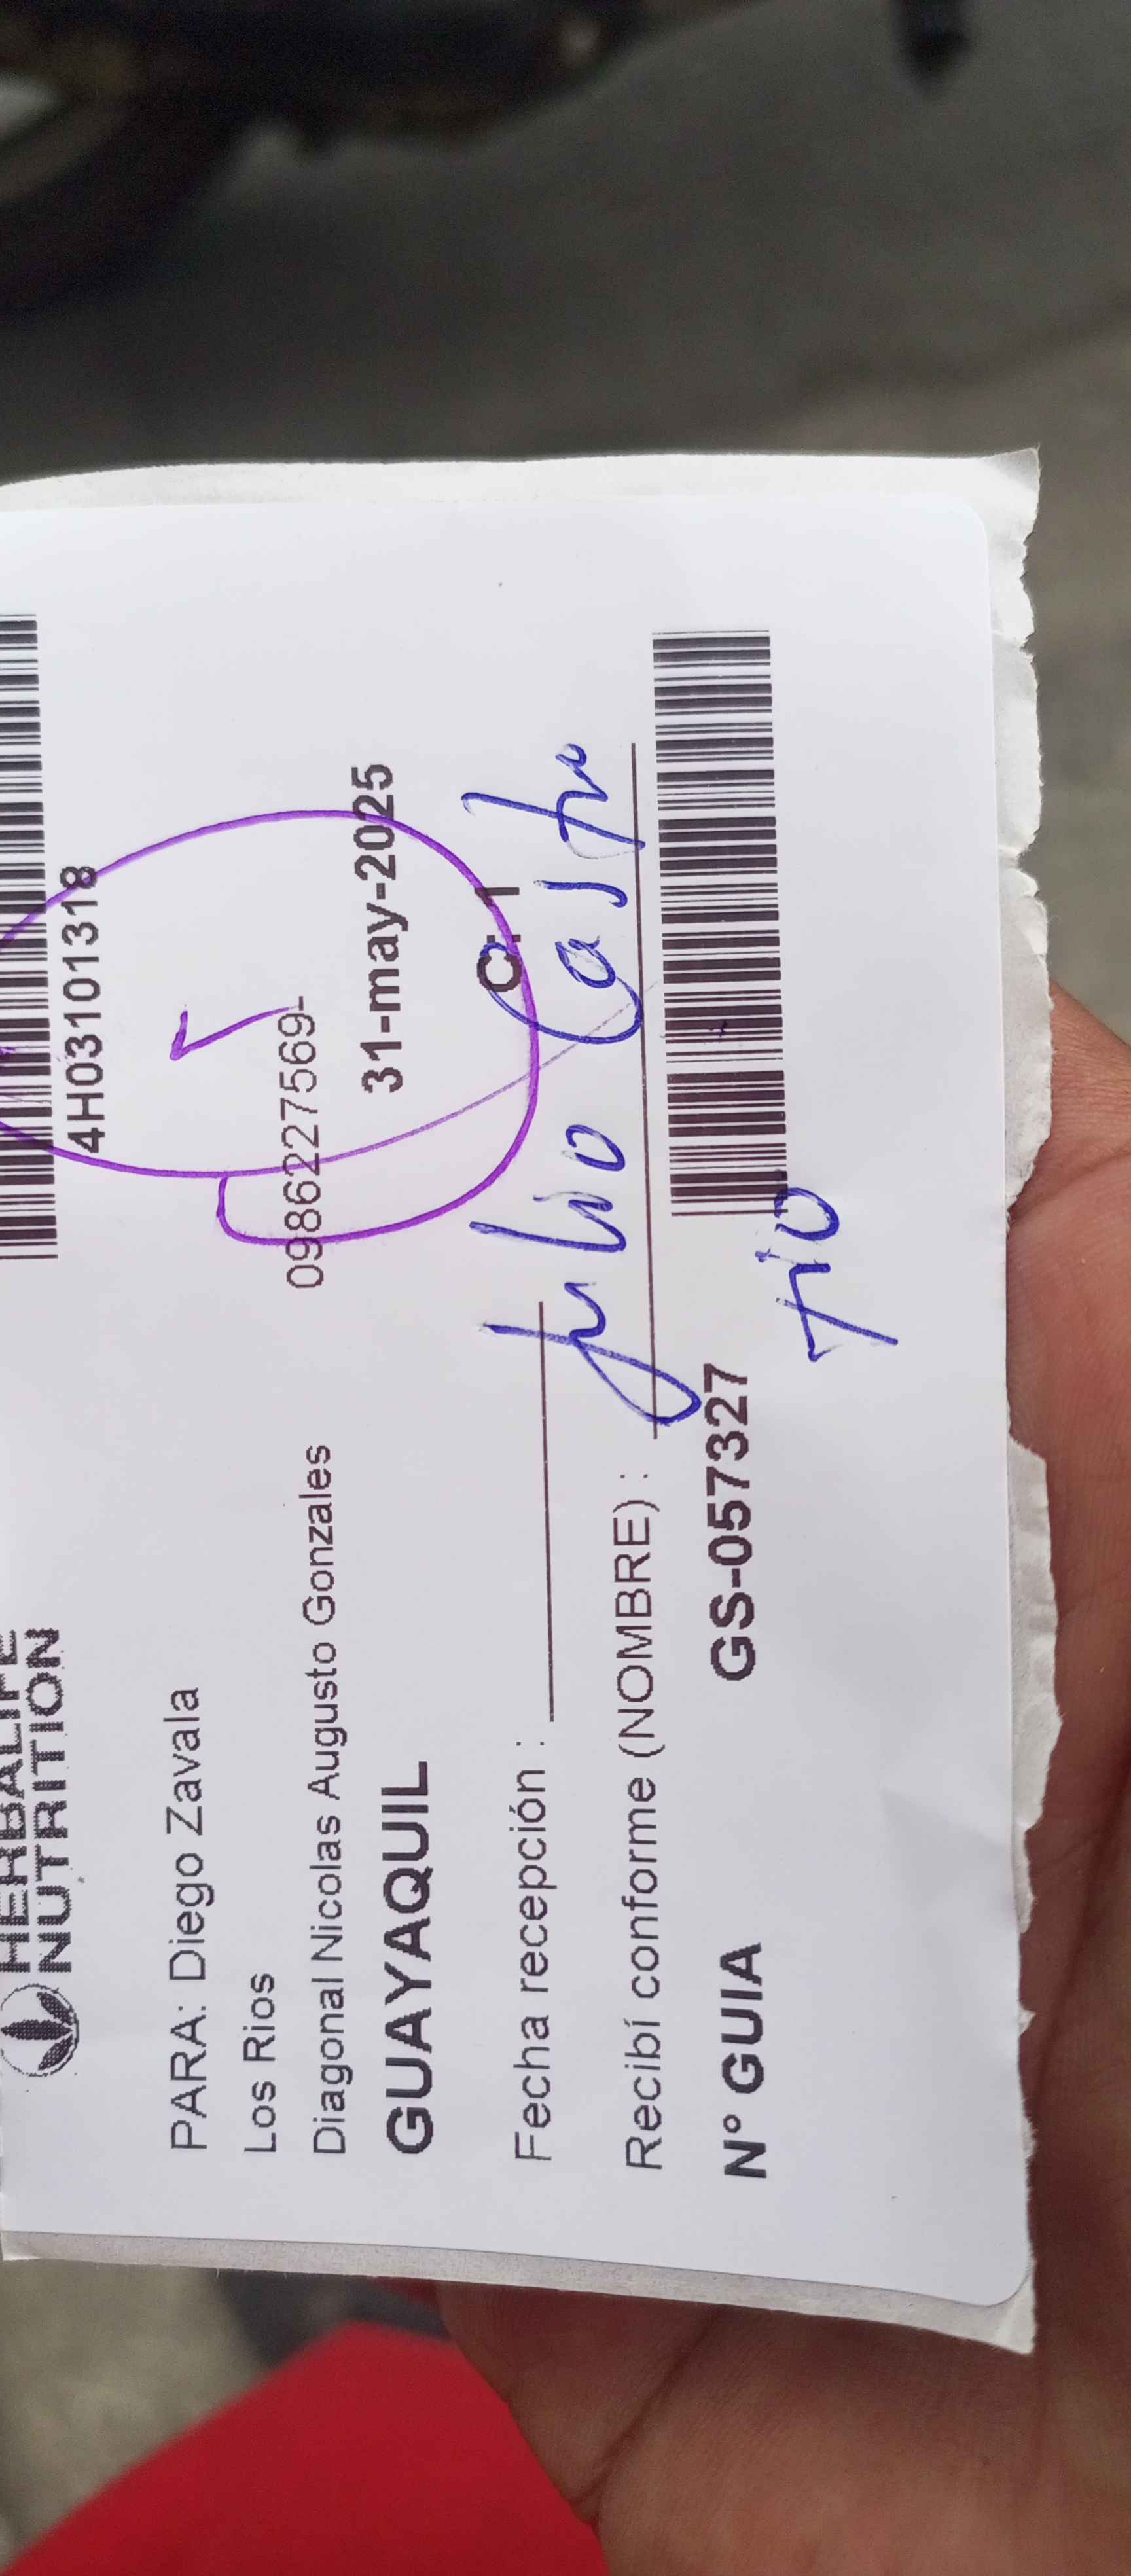 HERBALIFE
NUTRITION
4H03101318
PARA: Diego Zavala
Los Rios
0986227569-
Diagonal Nicolas Augusto Gonzales
GUAYAQUIL
31-may-2025
Fecha recepción :
C: 1
Recibí conforme (NOMBRE) : Julio Castro
N° GUIA GS-057327
Tio